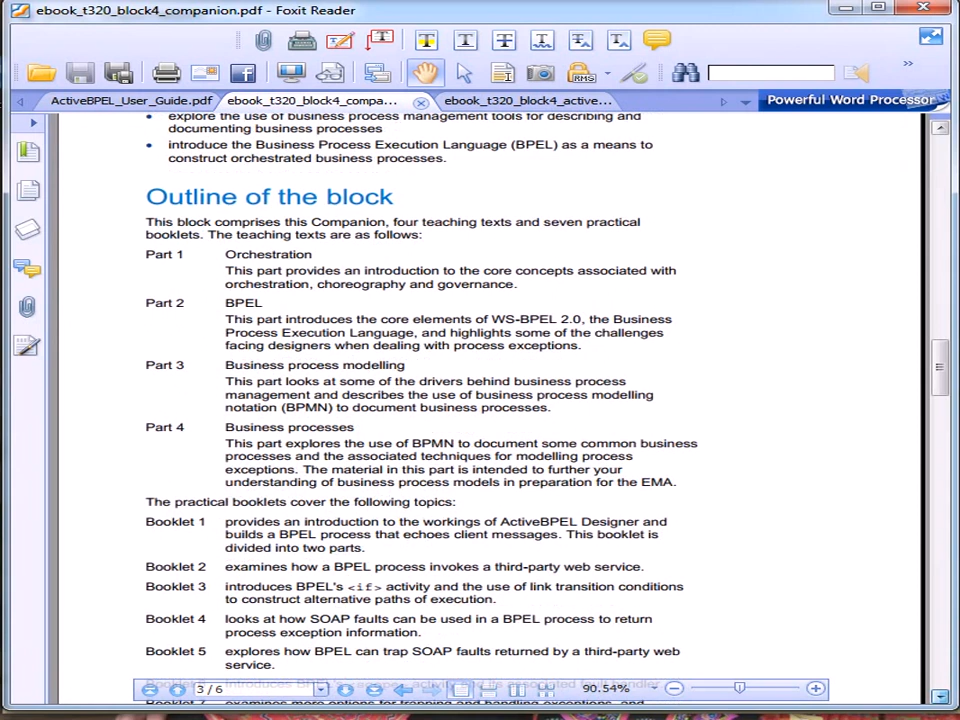 ebook_t320_block4_companion.pdf - Foxit Reader
RMS
ActiveBPEL_User_Guide.pdf
ebook_t320_block4_compa...
ebook_t320_block4_active...
Powerful Word Processor
• explore the use of business process management tools for describing and
documenting business processes
• introduce the Business Process Execution Language (BPEL) as a means to
construct orchestrated business processes.
Outline of the block
This block comprises this Companion, four teaching texts and seven practical
booklets. The teaching texts are as follows:
Part 1 Orchestration
This part provides an introduction to the core concepts associated with
orchestration, choreography and governance.
Part 2 BPEL
This part introduces the core elements of WS-BPEL 2.0, the Business
Process Execution Language, and highlights some of the challenges
facing designers when dealing with process exceptions.
Part 3 Business process modelling
This part looks at some of the drivers behind business process
management and describes the use of business process modelling
notation (BPMN) to document business processes.
Part 4 Business processes
This part explores the use of BPMN to document some common business
processes and the associated techniques for modelling process
exceptions. The material in this part is intended to further your
understanding of business process models in preparation for the EMA.
The practical booklets cover the following topics:
Booklet 1 provides an introduction to the workings of ActiveBPEL Designer and
builds a BPEL process that echoes client messages. This booklet is
divided into two parts.
Booklet 2 examines how a BPEL process invokes a third-party web service.
Booklet 3 introduces BPEL's <if> activity and the use of link transition conditions
to construct alternative paths of execution.
Booklet 4 looks at how SOAP faults can be used in a BPEL process to return
process exception information.
Booklet 5 explores how BPEL can trap SOAP faults returned by a third-party web
service.
3 / 6
90.54%